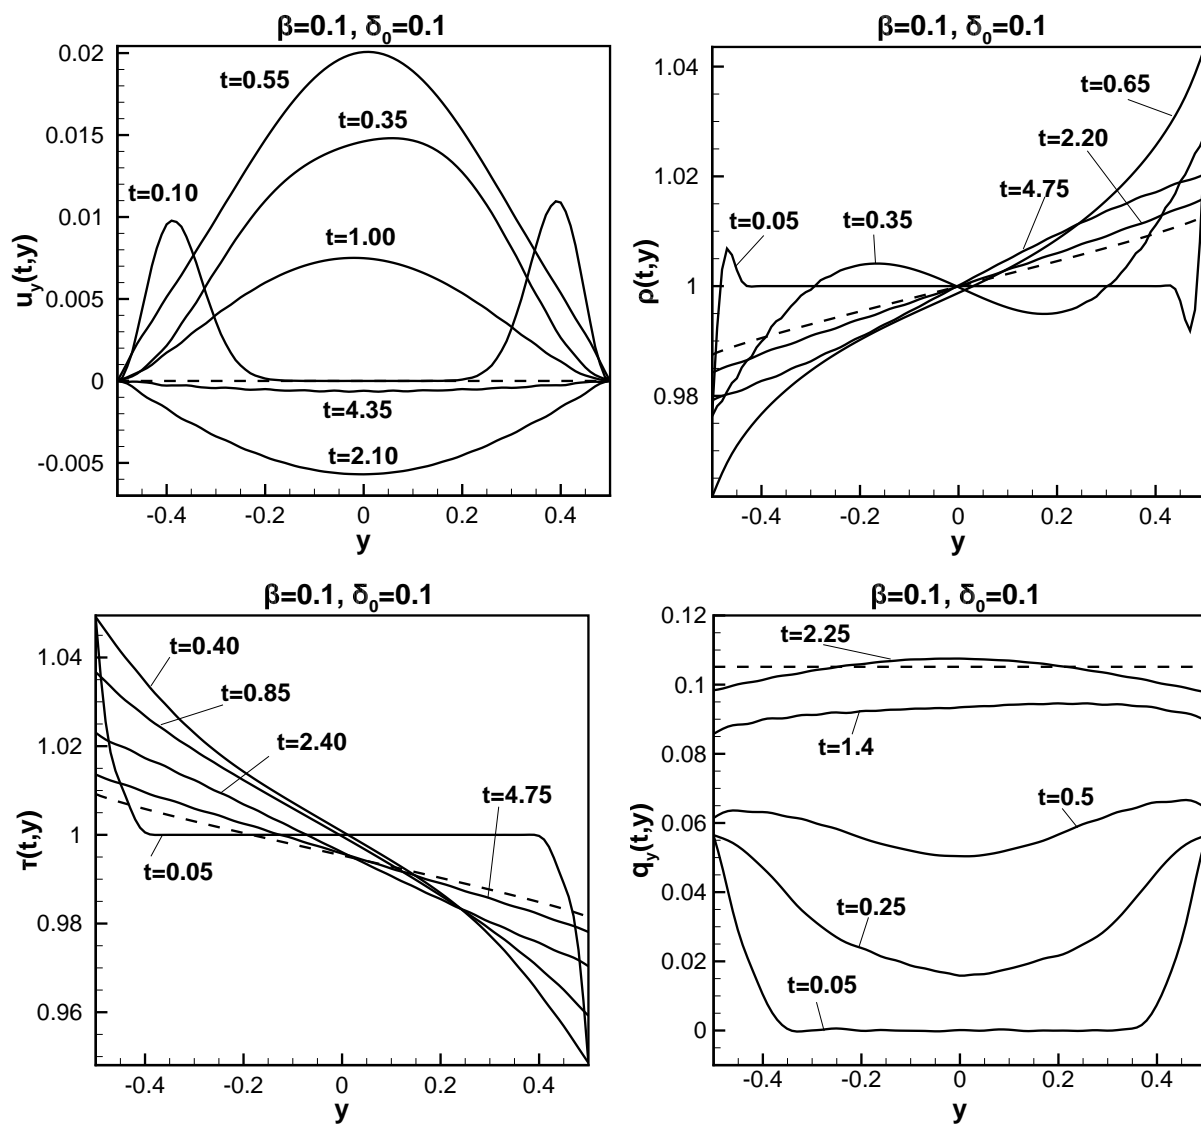 β=0.1, δ0=0.1
u_y(t,y)
0.02
0.015
0.01
0.005
0
-0.005
t=0.55
t=0.35
t=0.10
t=1.00
t=4.35
t=2.10
-0.4 -0.2 0 0.2 0.4
y
β=0.1, δ0=0.1
ρ(t,y)
1.04
1.02
1
0.98
t=0.65
t=2.20
t=4.75
t=0.05
t=0.35
-0.4 -0.2 0 0.2 0.4
y
β=0.1, δ0=0.1
τ(t,y)
1.04
1.02
1
0.98
0.96
t=0.40
t=0.85
t=2.40
t=4.75
t=0.05
-0.4 -0.2 0 0.2 0.4
y
β=0.1, δ0=0.1
q_y(t,y)
0.12
0.1
0.08
0.06
0.04
0.02
0
t=2.25
t=1.4
t=0.5
t=0.25
t=0.05
-0.4 -0.2 0 0.2 0.4
y